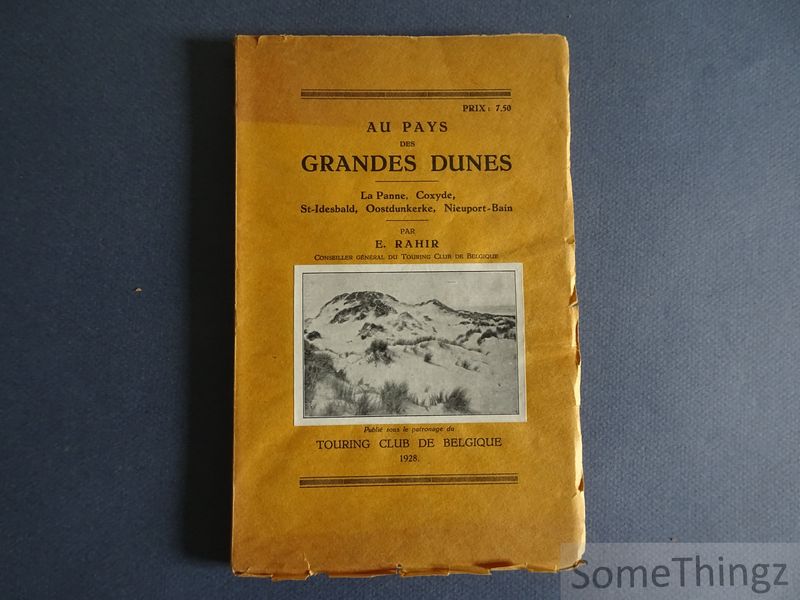 PRIX: 7,50
AU PAYS
DES
GRANDES DUNES
La Panne, Coxyde,
St-Idesbald, Oostdunkerke, Nieuport-Bain
PAR
E. RAHIR
CONSEILLER GÉNÉRAL DU TOURING CLUB DE BELGIQUE
Publié sous le patronage du
TOURING CLUB DE BELGIQUE
1928.
SomeThingz